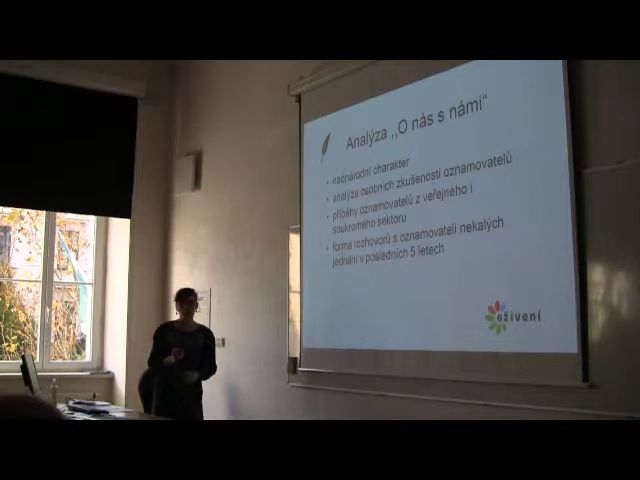 Analýza ,,O nás s námi“
• nadnárodní charakter
• analýza osobních zkušeností oznamovatelů
• příběhy oznamovatelů z veřejného i
soukromého sektoru
• forma rozhovorů s oznamovateli nekalých
jednání v posledních 5 letech
oživení